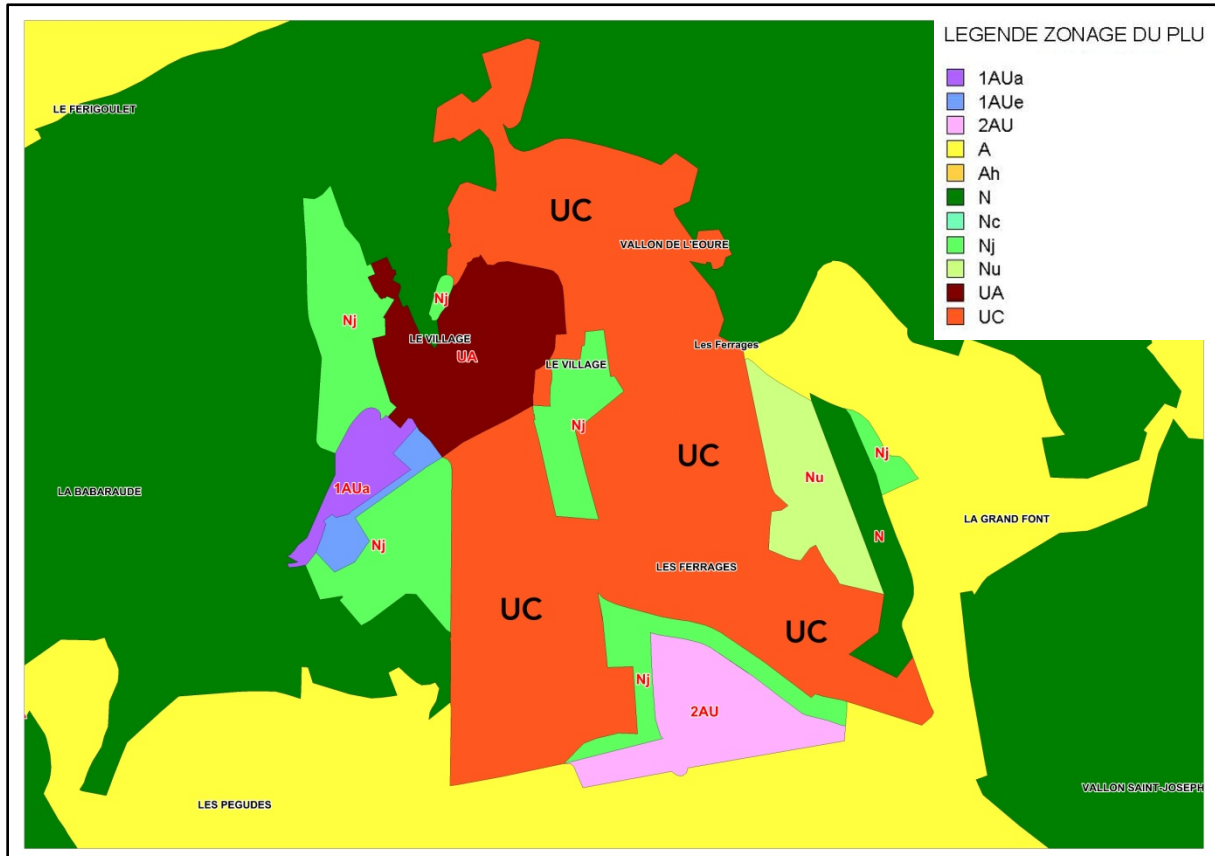 LEGENDE ZONAGE DU PLU
1AUa
1AUe
2AU
A
Ah
N
Nc
Nj
Nu
UA
UC
LE FERIGOULET
UC
VALLON DE L'EOURE
Nj
Nj
LE VILLAGE
UA
Les Ferrages
LE VILLAGE
Nj
UC
Nj
Nu
1AUa
LA BABARAUDE
LA GRAND FONT
N
Nj
LES FERRAGES
UC
UC
Nj
2AU
VALLON SAINT-JOSEPH
LES PEGUDES